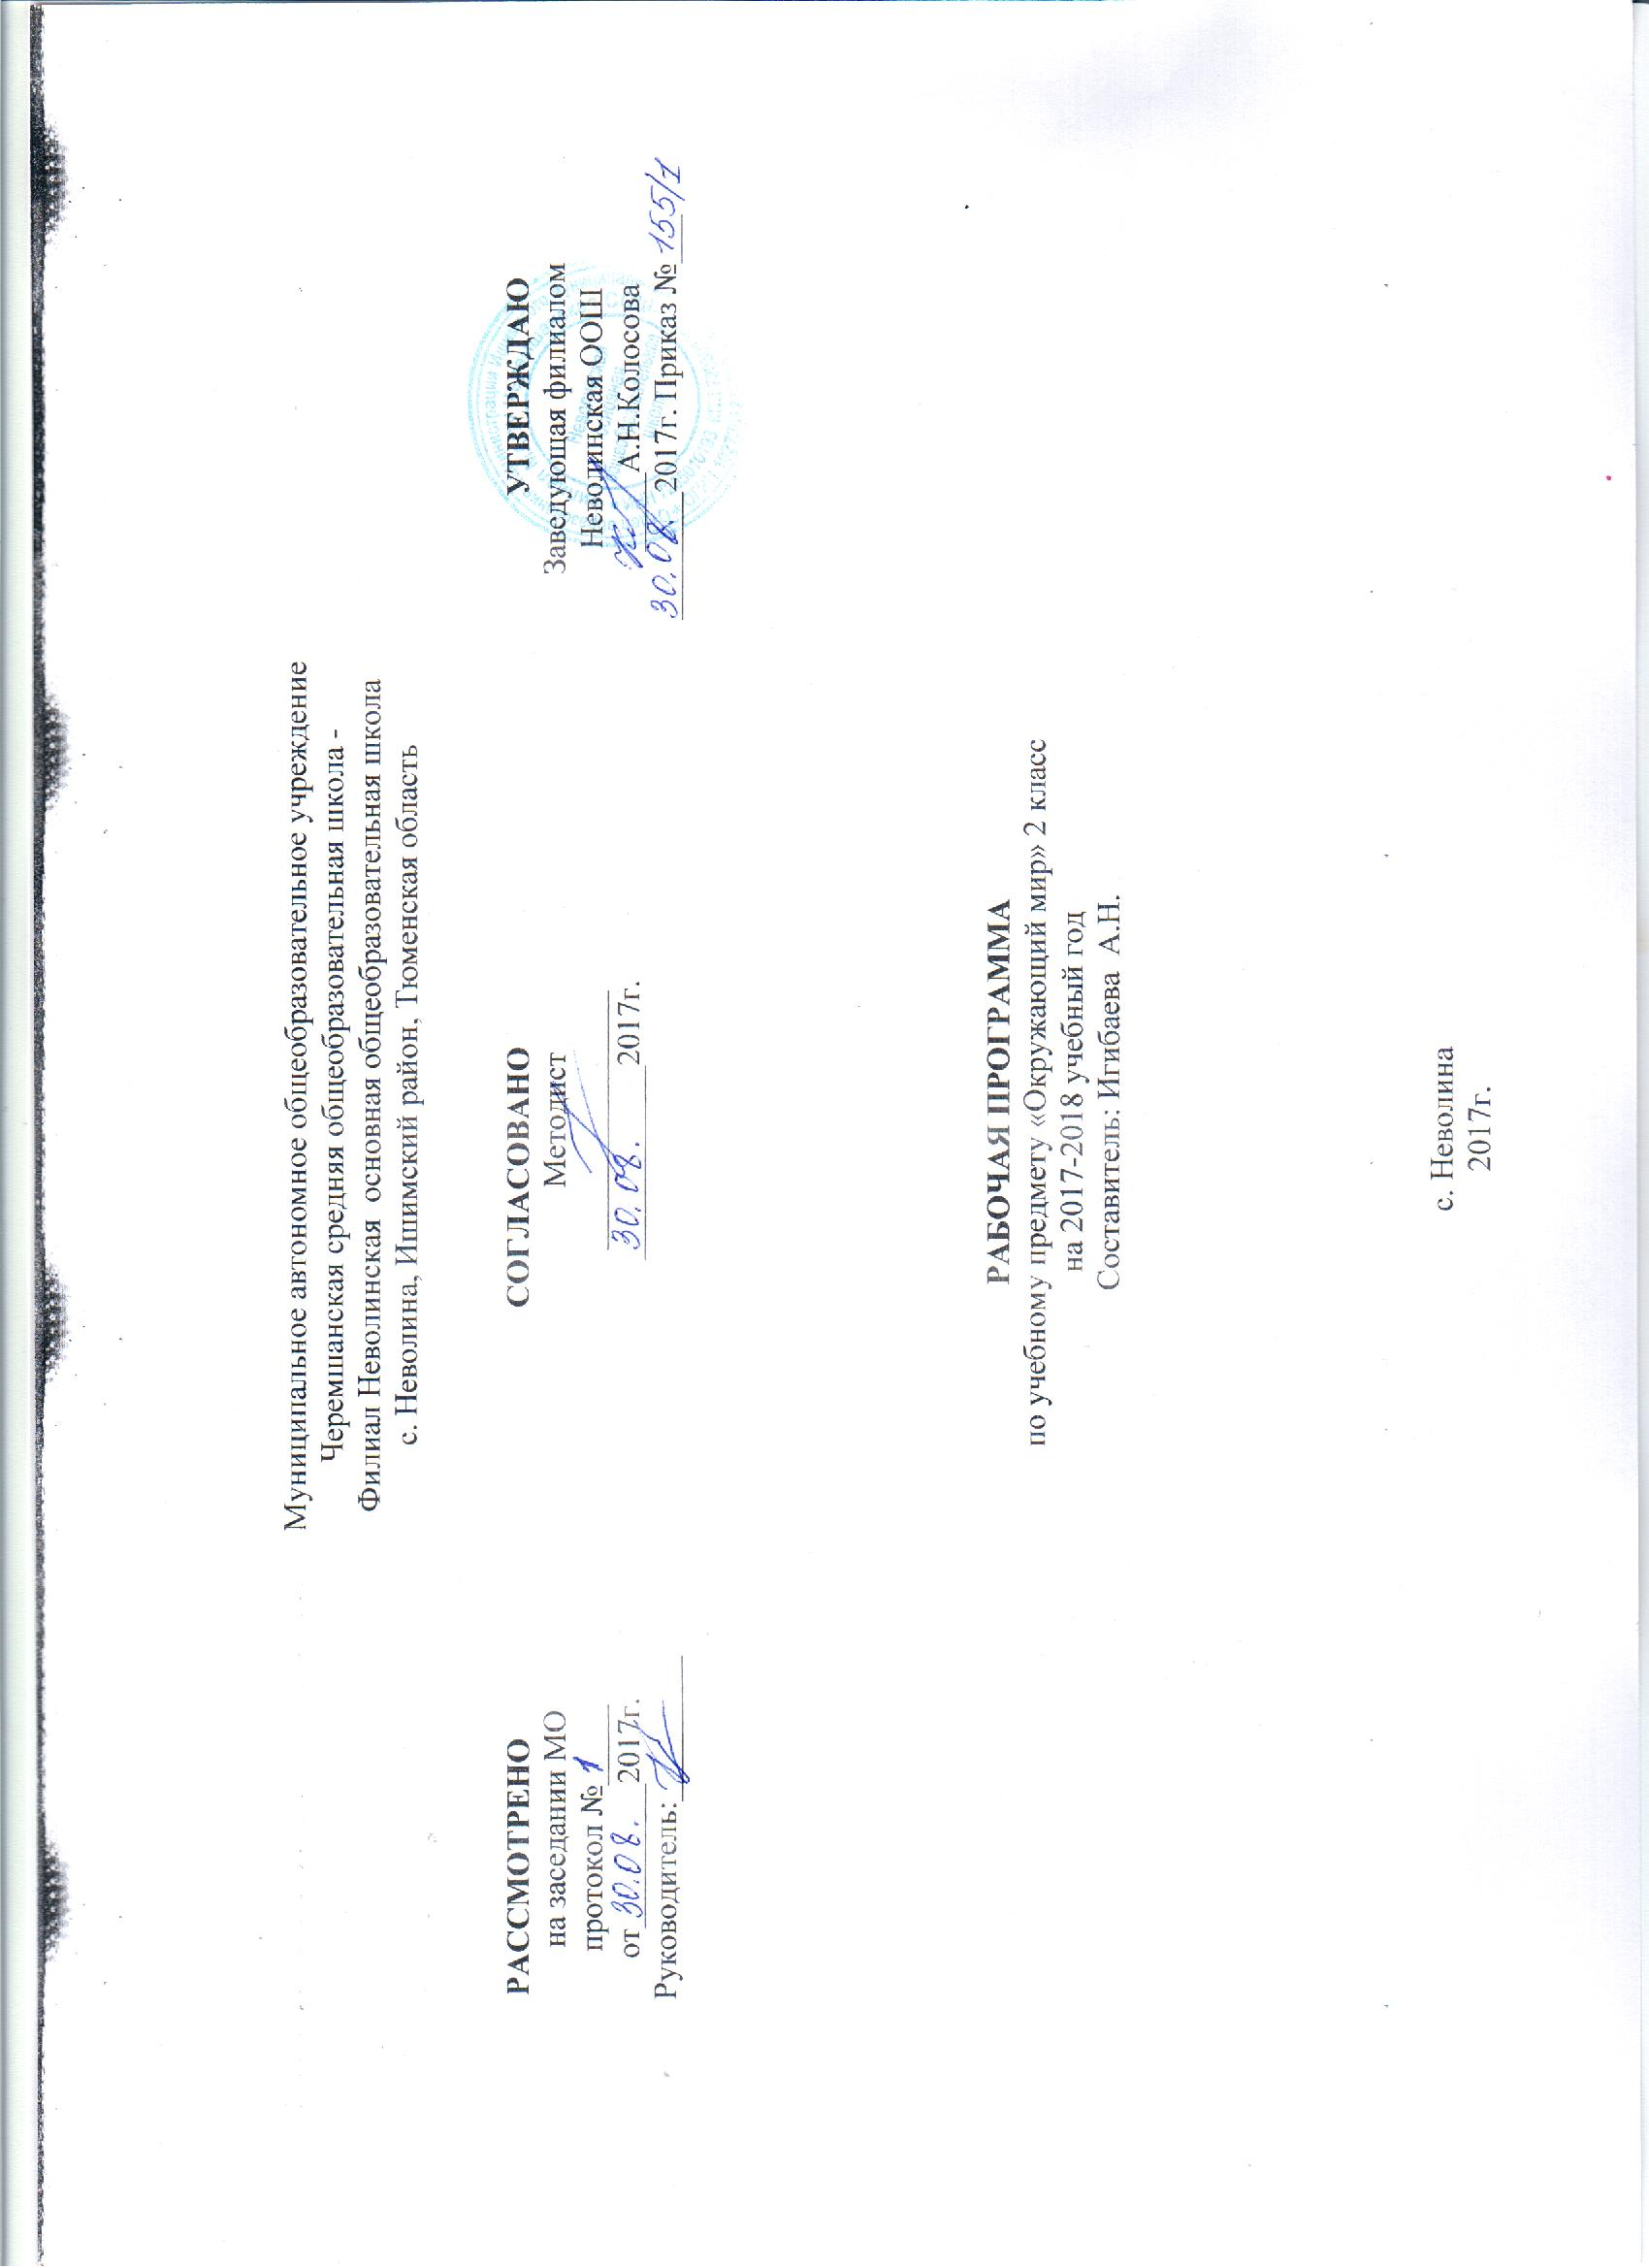 Муниципальное автономное общеобразовательное учреждение
Черемшанская средняя общеобразовательная школа -
Филиал Неволинская основная общеобразовательная школа
с. Неволина, Ишимский район, Тюменская область
РАССМОТРЕНО
на заседании МО
протокол № 1
от 30.08. 2017г.
Руководитель:
СОГЛАСОВАНО
Методист
30.08. 2017г.
УТВЕРЖДАЮ
Заведующая филиалом
Неволинская ООШ
А.Н.Колосова
30.08. 2017г. Приказ № 155/1
РАБОЧАЯ ПРОГРАММА
по учебному предмету «Окружающий мир» 2 класс
на 2017-2018 учебный год
Составитель: Игибаева А.Н.
с. Неволина
2017г.